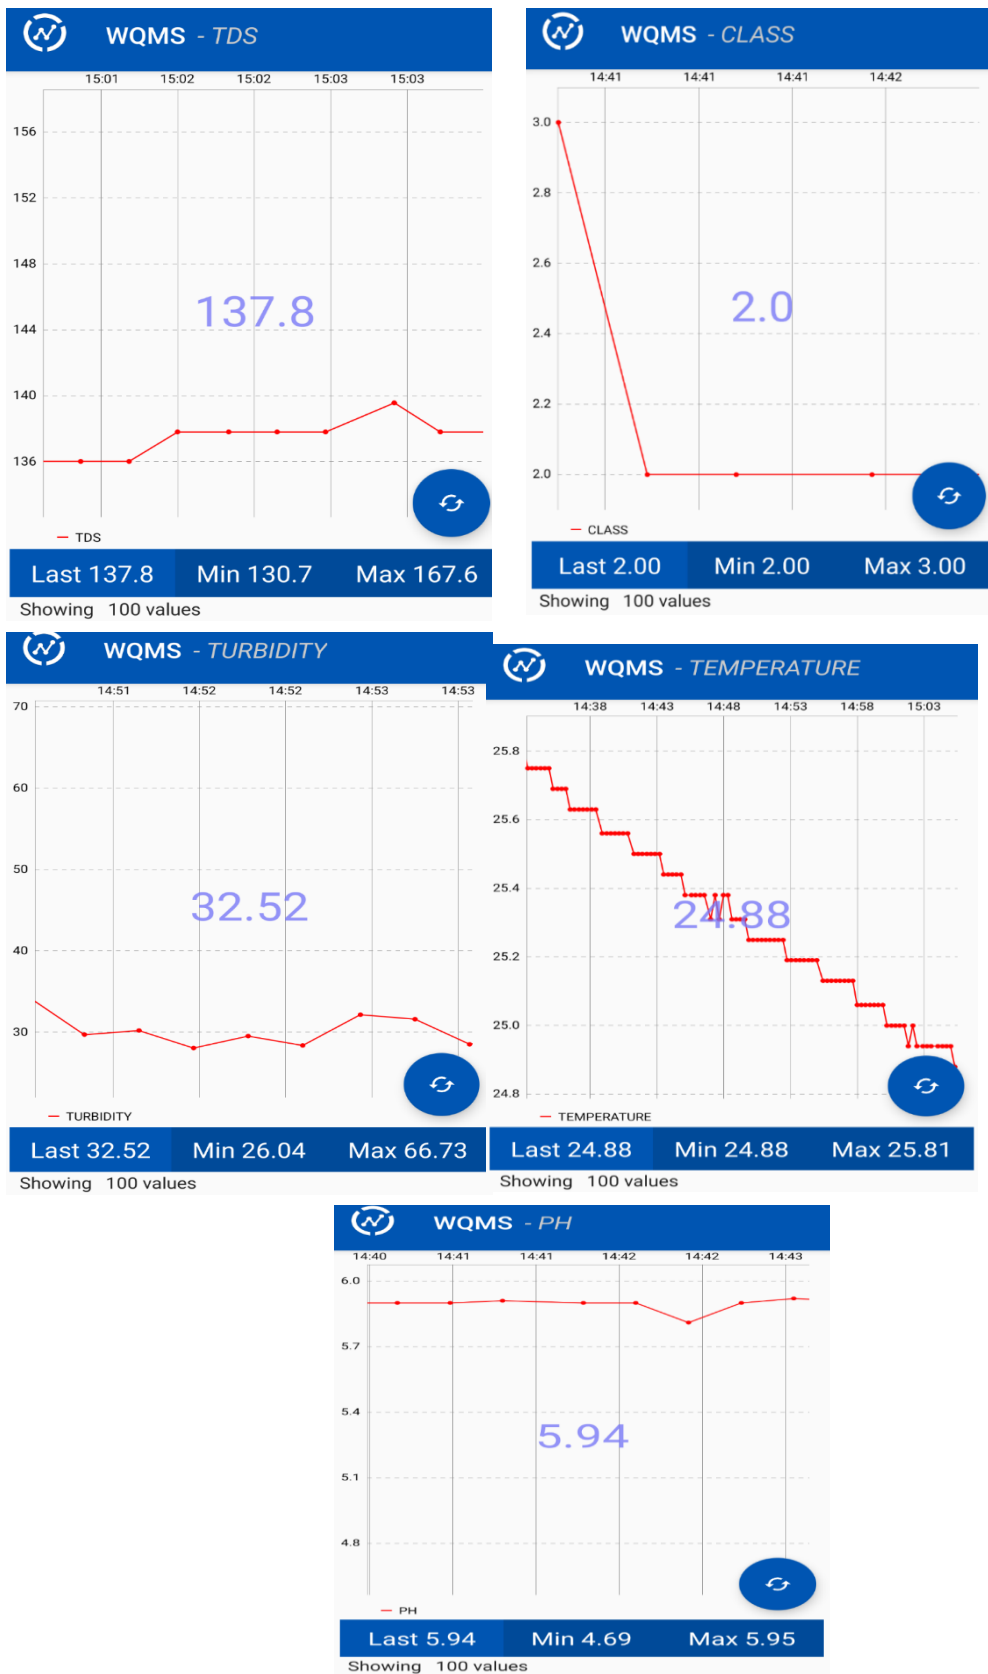 WQMS - TDS
15:01 15:02 15:02 15:03 15:03
156
152
148
144
140
136
137.8
TDS
Last 137.8 Min 130.7 Max 167.6
Showing 100 values
WQMS - CLASS
14:41 14:41 14:41 14:42
3.0
2.8
2.6
2.4
2.2
2.0
2.0
CLASS
Last 2.00 Min 2.00 Max 3.00
Showing 100 values
WQMS - TURBIDITY
14:51 14:52 14:52 14:53 14:53
70
60
50
40
30
32.52
TURBIDITY
Last 32.52 Min 26.04 Max 66.73
Showing 100 values
WQMS - TEMPERATURE
14:38 14:43 14:48 14:53 14:58 15:03
25.8
25.6
25.4
25.2
25.0
24.8
24.88
TEMPERATURE
Last 24.88 Min 24.88 Max 25.81
Showing 100 values
WQMS - PH
14:40 14:41 14:41 14:42 14:42 14:43
6.0
5.7
5.4
5.1
4.8
5.94
PH
Last 5.94 Min 4.69 Max 5.95
Showing 100 values